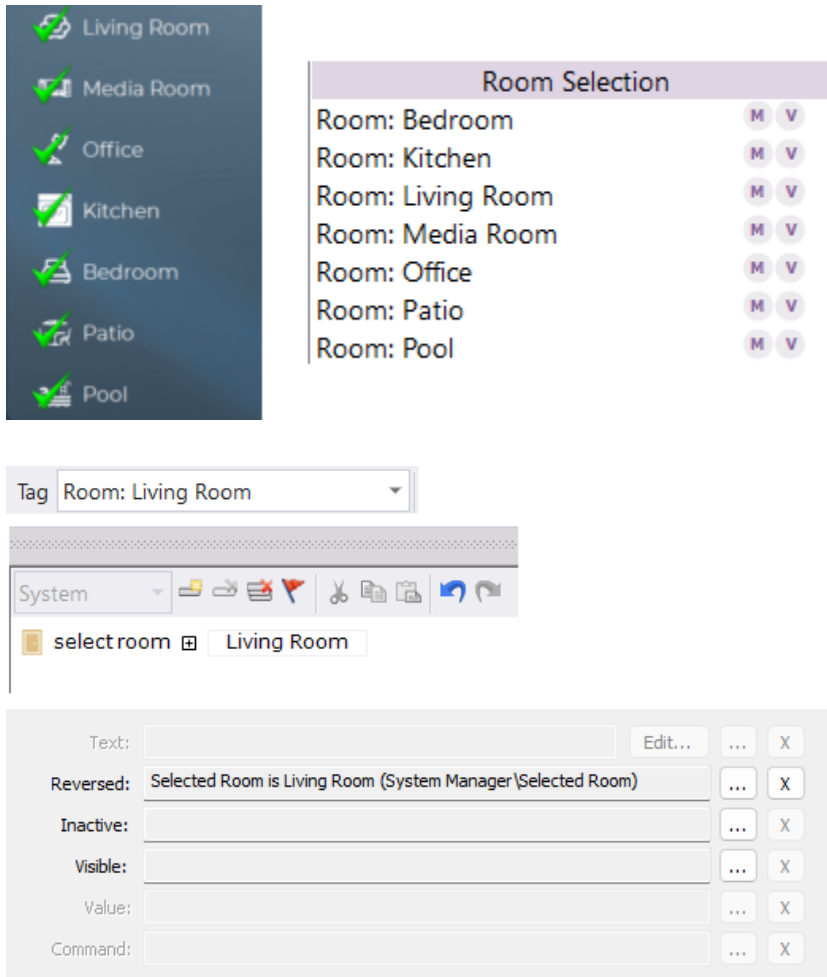 Living Room
Media Room
Office
Kitchen
Bedroom
Patio
Pool
Room Selection
Room: Bedroom M V
Room: Kitchen M V
Room: Living Room M V
Room: Media Room M V
Room: Office M V
Room: Patio M V
Room: Pool M V
Tag Room: Living Room
System
select room Living Room
Text: Edit... ... X
Reversed: Selected Room is Living Room (System Manager\Selected Room) ... X
Inactive: ... X
Visible: ... X
Value: ... X
Command: ... X